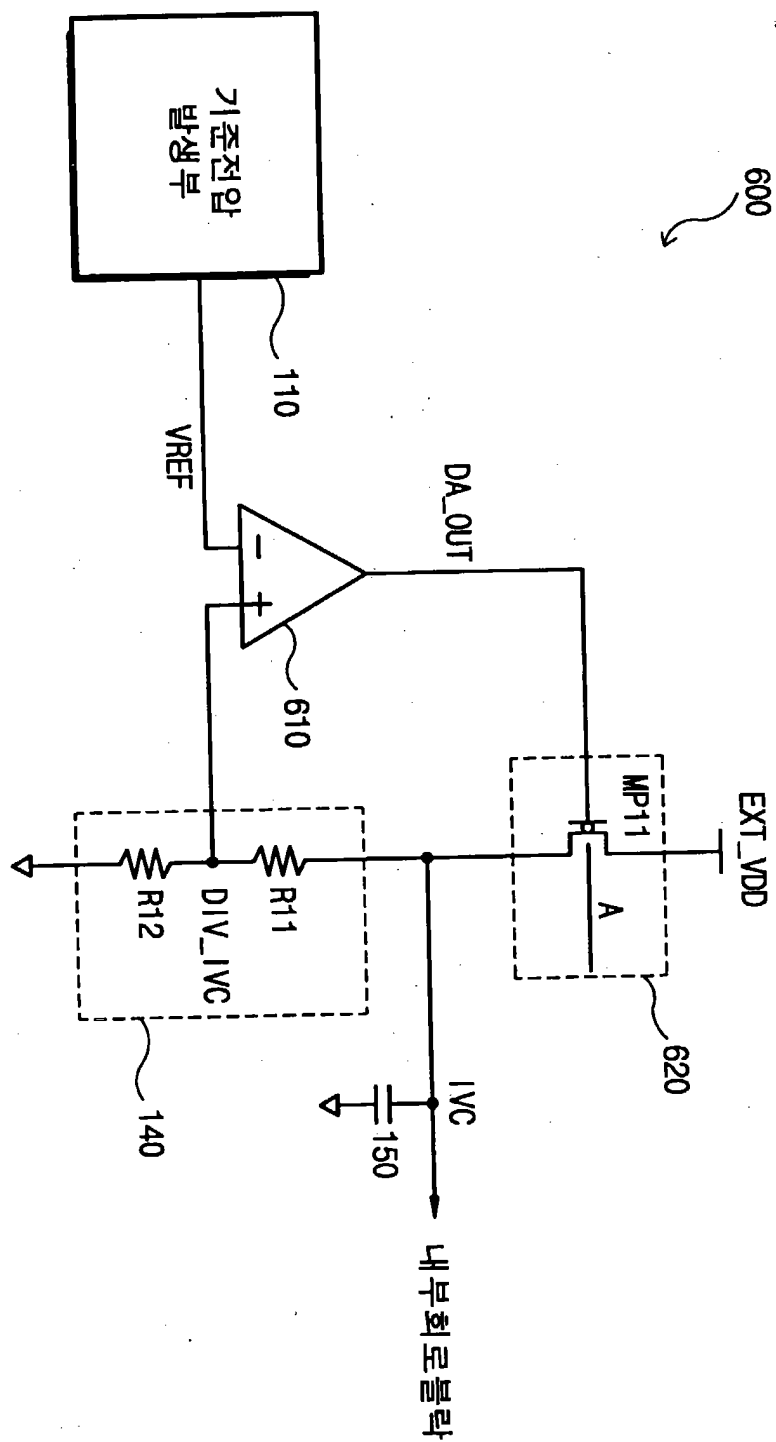 600
기준전압
발생부
110
VREF
DA_OUT
-
+
610
EXT_VDD
MP11
A
620
IVC
150
내부회로블락
R11
DIV_IVC
R12
140